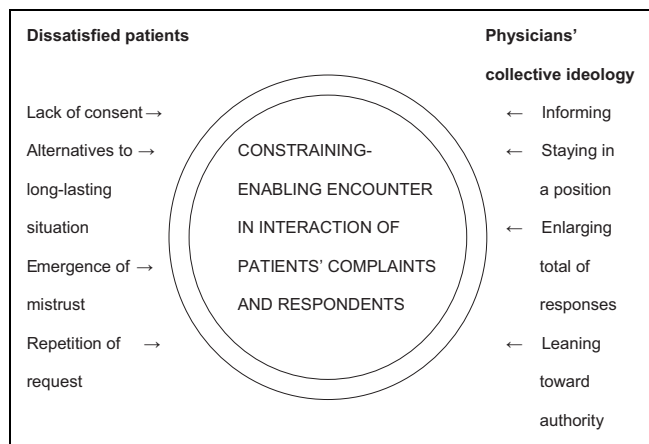 Dissatisfied patients
Lack of consent →
Alternatives to →
long-lasting
situation
Emergence of →
mistrust
Repetition of →
request
CONSTRAINING-
ENABLING ENCOUNTER
IN INTERACTION OF
PATIENTS’ COMPLAINTS
AND RESPONDENTS
Physicians’
collective ideology
← Informing
← Staying in
a position
← Enlarging
total of
responses
← Leaning
toward
authority